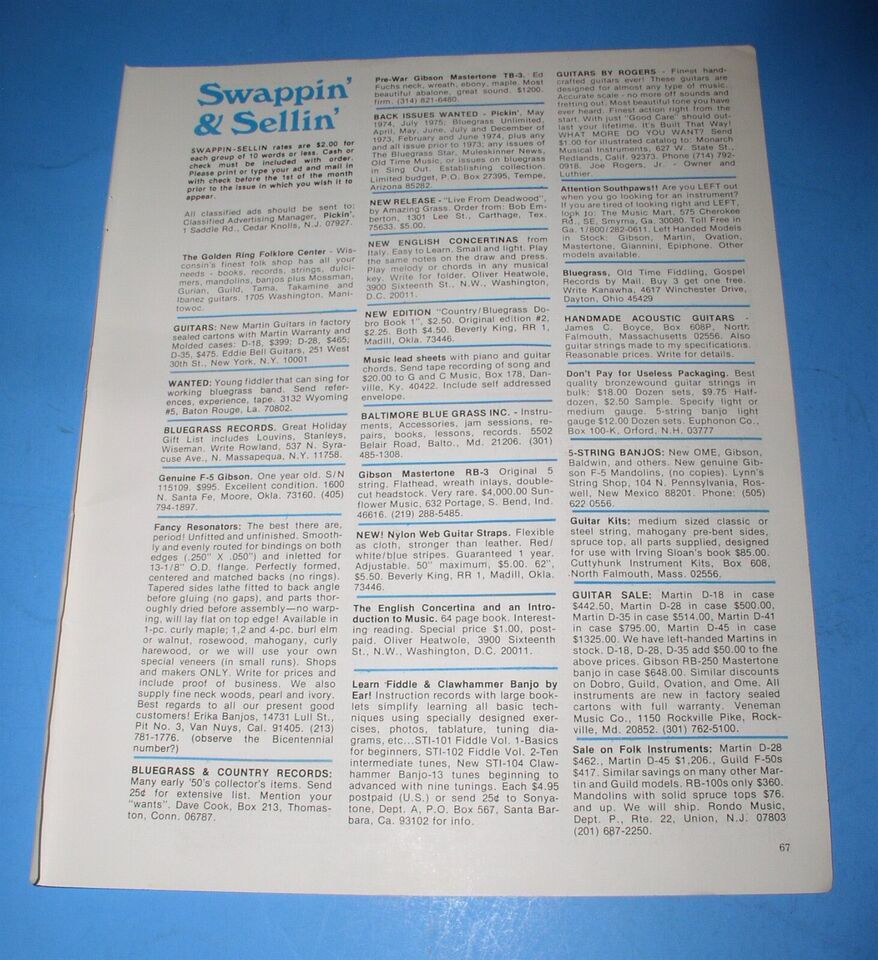 Swappin'
& Sellin'
SWAPPIN-SELLIN rates are $2.00 for
each group of 10 words or less. Cash or
check must be included with order.
Please print or type your ad and mail in
with check before the 1st of the month
prior to the issue in which you wish it to
appear.
All classified ads should be sent to:
Classified Advertising Manager, Pickin',
1 Saddle Rd., Cedar Knolls, N.J. 07927.
The Golden Ring Folklore Center - Wis-
consin's finest folk shop has all your
needs - books, records, strings, dulci-
mers, mandolins, banjos plus Mossman,
Gurian, Guild, Tama, Takamine and
Ibanez guitars. 1705 Washington, Mani-
towoc.
GUITARS: New Martin Guitars in factory
sealed cartons with Martin Warranty and
Molded cases: D-18, $399; D-28, $465;
D-35, $475. Eddie Bell Guitars, 251 West
30th St., New York, N.Y. 10001
WANTED: Young fiddler that can sing for
working bluegrass band. Send refer-
ences, experience, tape. 3132 Wyoming
#5, Baton Rouge, La. 70802.
BLUEGRASS RECORDS. Great Holiday
Gift List includes Louvins, Stanleys,
Wiseman. Write Rowland, 537 N. Syra-
cuse Ave., N. Massapequa, N.Y. 11758.
Genuine F-5 Gibson. One year old. S/N
115109. $995. Excellent condition. 1600
N. Santa Fe, Moore, Okla. 73160. (405)
794-1897.
Fancy Resonators: The best there are,
period! Unfitted and unfinished. Smooth-
ly and evenly routed for bindings on both
edges (.250" X .050") and inletted for
13-1/8" O.D. flange. Perfectly formed,
centered and matched backs (no rings).
Tapered sides lathe fitted to back angle
before gluing (no gaps), and parts thor-
oughly dried before assembly—no warp-
ing, will lay flat on top edge! Available in
1-pc. curly maple; 1,2 and 4-pc. burl elm
or walnut, rosewood, mahogany, curly
harewood, or we will use your own
special veneers (in small runs). Shops
and makers ONLY. Write for prices and
include proof of business. We also
supply fine neck woods, pearl and ivory.
Best regards to all our present good
customers! Erika Banjos, 14731 Lull St.,
Pit No. 3, Van Nuys, Cal. 91405. (213)
781-1776. (observe the Bicentennial
number?)
BLUEGRASS & COUNTRY RECORDS:
Many early '50's collector's items. Send
25¢ for extensive list. Mention your
"wants". Dave Cook, Box 213, Thomas-
ton, Conn. 06787.
Pre-War Gibson Mastertone TB-3. Ed
Fuchs neck, wreath, ebony, maple. Most
beautiful abalone, great sound. $1200.
firm. (314) 821-6480.
BACK ISSUES WANTED - Pickin', May
1974, July 1975; Bluegrass Unlimited,
April, May, June, July and December of
1973, February and June 1974, plus any
and all issue prior to 1973; any issues of
The Bluegrass Star, Muleskinner News,
Old Time Music, or issues on bluegrass
in Sing Out. Establishing collection.
Limited budget, P.O. Box 27395, Tempe,
Arizona 85282.
NEW RELEASE - "Live From Deadwood",
by Amazing Grass. Order from: Bob Em-
berton, 1301 Lee St., Carthage, Tex.
75633. $5.00.
NEW ENGLISH CONCERTINAS from
Italy. Easy to Learn. Small and light. Play
the same notes on the draw and press.
Play melody or chords in any musical
key. Write for folder. Oliver Heatwole,
3900 Sixteenth St., N.W., Washington,
D.C. 20011.
NEW EDITION "Country/Bluegrass Do-
bro Book 1", $2.50. Original edition #2,
$2.25. Both $4.50. Beverly King, RR 1,
Madill, Okla. 73446.
Music lead sheets with piano and guitar
chords. Send tape recording of song and
$20.00 to G and C Music, Box 178, Dan-
ville, Ky. 40422. Include self addressed
envelope.
BALTIMORE BLUE GRASS INC. - Instru-
ments, Accessories, jam sessions, re-
pairs, books, lessons, records. 5502
Belair Road, Balto., Md. 21206. (301)
485-1308.
Gibson Mastertone RB-3 Original 5
string. Flathead, wreath inlays, double-
cut headstock. Very rare. $4,000.00 Sun-
flower Music, 632 Portage, S. Bend, Ind.
46616. (219) 288-5485.
NEW! Nylon Web Guitar Straps. Flexible
as cloth, stronger than leather. Red/
white/blue stripes. Guaranteed 1 year.
Adjustable. 50" maximum, $5.00. 62",
$5.50. Beverly King, RR 1, Madill, Okla.
73446.
The English Concertina and an Intro-
duction to Music. 64 page book. Interest-
ing reading. Special price $1.00, post-
paid. Oliver Heatwole, 3900 Sixteenth
St., N.W., Washington, D.C. 20011.
Learn Fiddle & Clawhammer Banjo by
Ear! Instruction records with large book-
lets simplify learning all basic tech-
niques using specially designed exer-
cises, photos, tablature, tuning dia-
grams, etc...STI-101 Fiddle Vol. 1-Basics
for beginners, STI-102 Fiddle Vol. 2-Ten
intermediate tunes, New STI-104 Claw-
hammer Banjo-13 tunes beginning to
advanced with nine tunings. Each $4.95
postpaid (U.S.) or send 25¢ to Sonya-
tone, Dept. A, P.O. Box 567, Santa Bar-
bara, Ca. 93102 for info.
GUITARS BY ROGERS - Finest hand-
crafted guitars ever! These guitars are
designed for almost any type of music.
Accurate scale - no more off sounds and
fretting out. Most beautiful tone you have
ever heard. Finest action right from the
start. With just "Good Care" should out-
last your lifetime. It's Built That Way!
WHAT MORE DO YOU WANT? Send
$1.00 for illustrated catalog to: Monarch
Musical Instruments, 627 W. State St.,
Redlands, Calif. 92373. Phone (714) 792-
0918. Joe Rogers, Jr. - Owner and
Luthier.
Attention Southpaws!! Are you LEFT out
when you go looking for an instrument?
If you are tired of looking right and LEFT,
look to: The Music Mart, 575 Cherokee
Rd., SE, Smyrna, Ga. 30080. Toll Free in
Ga. 1/800/282-0611. Left Handed Models
in Stock: Gibson, Martin, Ovation,
Mastertone, Giannini, Epiphone. Other
models available.
Bluegrass, Old Time Fiddling, Gospel
Records by Mail. Buy 3 get one free.
Write Kanawha, 4617 Winchester Drive,
Dayton, Ohio 45429
HANDMADE ACOUSTIC GUITARS -
James C. Boyce, Box 608P, North
Falmouth, Massachusetts 02556. Also
guitar strings made to my specifications.
Reasonable prices. Write for details.
Don't Pay for Useless Packaging. Best
quality bronzewound guitar strings in
bulk; $18.00 Dozen sets, $9.75 Half-
dozen, $2.50 Sample. Specify light or
medium gauge. 5-string banjo light
gauge $12.00 Dozen sets. Euphonon Co.,
Box 100-K, Orford, N.H. 03777
5-STRING BANJOS: New OME, Gibson,
Baldwin, and others. New genuine Gib-
son F-5 Mandolins, (no copies). Lynn's
String Shop, 104 N. Pennsylvania, Ros-
well, New Mexico 88201. Phone: (505)
622-0556.
Guitar Kits: medium sized classic or
steel string, mahogany pre-bent sides,
spruce top, all parts supplied, designed
for use with Irving Sloan's book $85.00.
Cuttyhunk Instrument Kits, Box 608,
North Falmouth, Mass. 02556.
GUITAR SALE: Martin D-18 in case
$442.50, Martin D-28 in case $500.00,
Martin D-35 in case $514.00, Martin D-41
in case $795.00, Martin D-45 in case
$1325.00. We have left-handed Martins in
stock. D-18, D-28, D-35 add $50.00 to the
above prices. Gibson RB-250 Mastertone
banjo in case $648.00. Similar discounts
on Dobro, Guild, Ovation, and Ome. All
instruments are new in factory sealed
cartons with full warranty. Veneman
Music Co., 1150 Rockville Pike, Rock-
ville, Md. 20852. (301) 762-5100.
Sale on Folk Instruments: Martin D-28
$462., Martin D-45 $1,206., Guild F-50s
$417. Similar savings on many other Mar-
tin and Guild models. RB-100s only $360.
Mandolins with solid spruce tops $76.
and up. We will ship. Rondo Music,
Dept. P., Rte. 22, Union, N.J. 07803
(201) 687-2250.
67